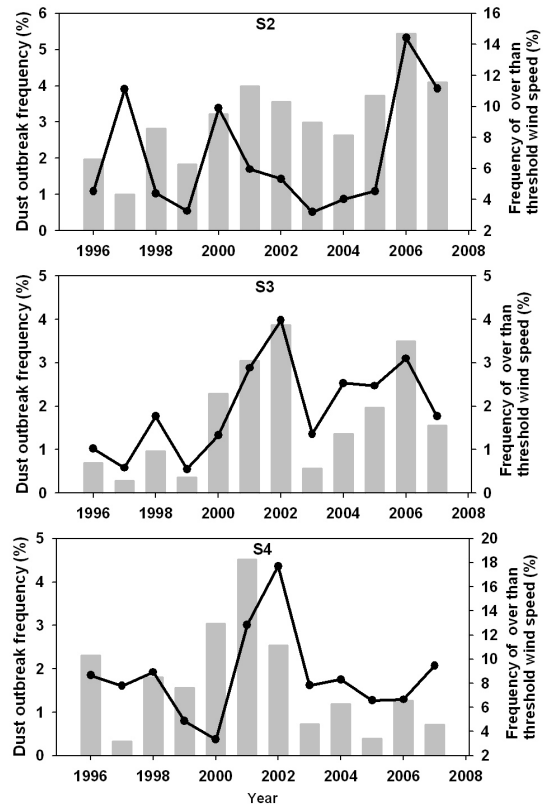 S2
Dust outbreak frequency (%)
6
5
4
3
2
1
0
16
14
12
10
8
6
4
2
Frequency of over than
threshold wind speed (%)
1996 1998 2000 2002 2004 2006 2008
S3
Dust outbreak frequency (%)
5
4
3
2
1
0
5
4
3
2
1
0
Frequency of over than
threshold wind speed (%)
1996 1998 2000 2002 2004 2006 2008
S4
Dust outbreak frequency (%)
5
4
3
2
1
0
20
18
16
14
12
10
8
6
4
2
Frequency of over than
threshold wind speed (%)
1996 1998 2000 2002 2004 2006 2008
Year